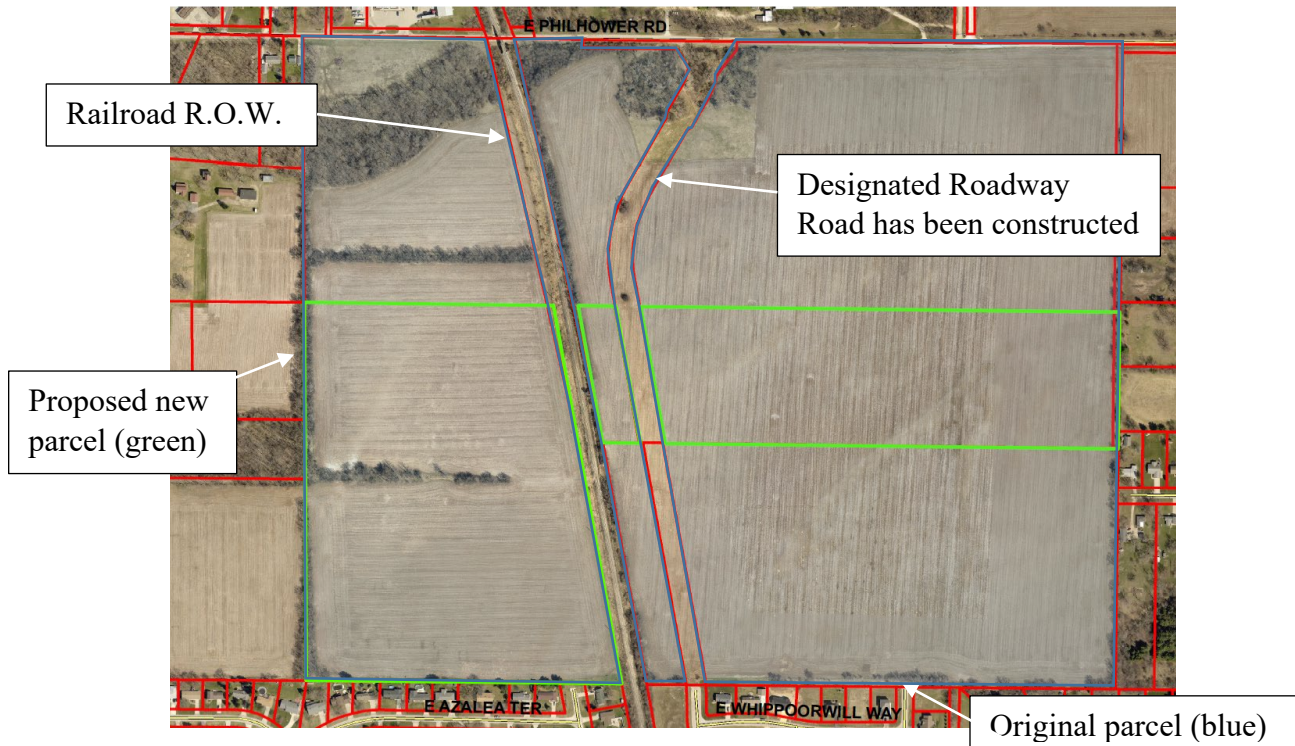 E PHILHOWER RD
Railroad R.O.W.
Designated Roadway
Road has been constructed
Proposed new
parcel (green)
E AZALEA TER
E WHIPPOORWILL WAY
Original parcel (blue)